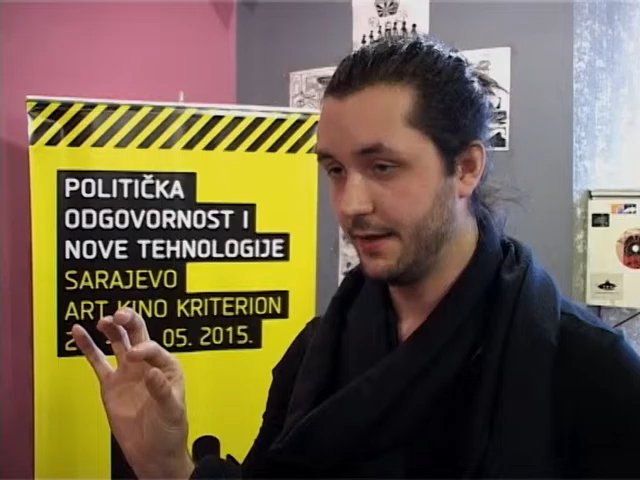 POLITIČKA
ODGOVORNOST I
NOVE TEHNOLOGIJE
SARAJEVO
ART KINO KRITERION
05. 2015.